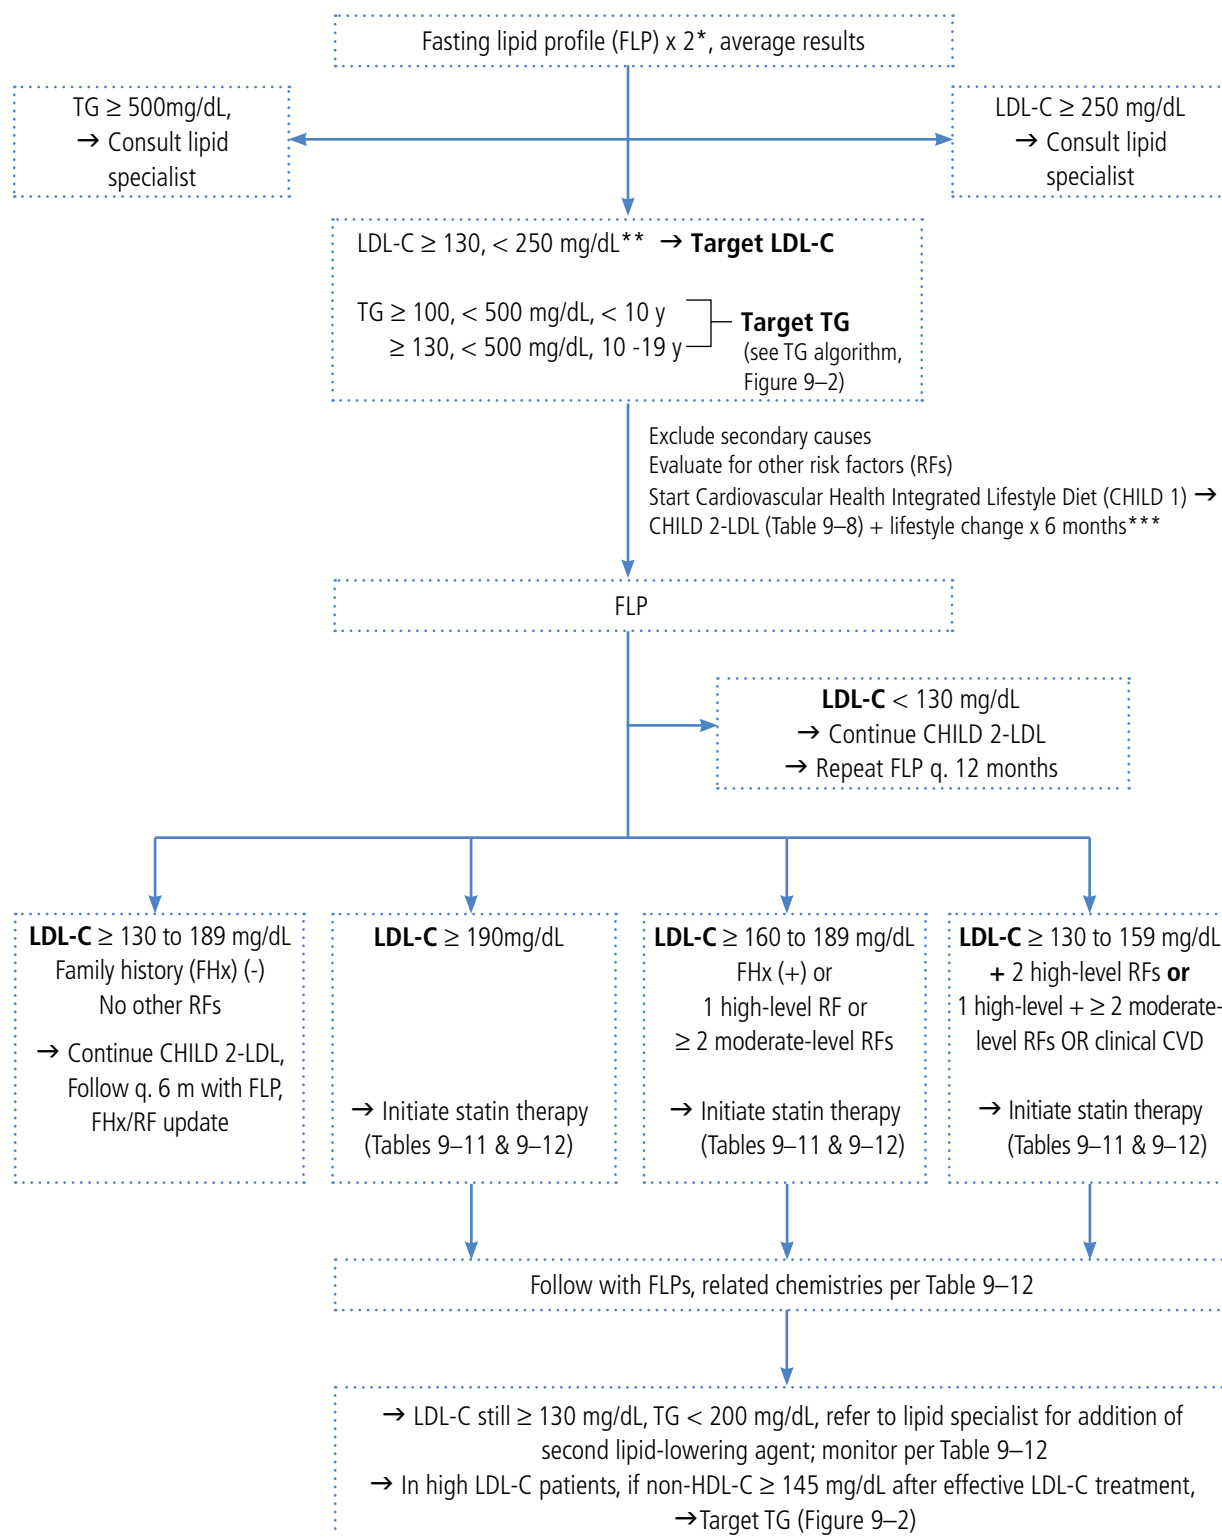 Fasting lipid profile (FLP) x 2*, average results
TG ≥ 500mg/dL,
→ Consult lipid
specialist
LDL-C ≥ 250 mg/dL
→ Consult lipid
specialist
LDL-C ≥ 130, < 250 mg/dL** → Target LDL-C
TG ≥ 100, < 500 mg/dL, < 10 y
≥ 130, < 500 mg/dL, 10 -19 y
Target TG
(see TG algorithm,
Figure 9–2)
Exclude secondary causes
Evaluate for other risk factors (RFs)
Start Cardiovascular Health Integrated Lifestyle Diet (CHILD 1) →
CHILD 2-LDL (Table 9–8) + lifestyle change x 6 months***
FLP
LDL-C < 130 mg/dL
→ Continue CHILD 2-LDL
→ Repeat FLP q. 12 months
LDL-C ≥ 130 to 189 mg/dL
Family history (FHx) (-)
No other RFs
→ Continue CHILD 2-LDL,
Follow q. 6 m with FLP,
FHx/RF update
LDL-C ≥ 190mg/dL
→ Initiate statin therapy
(Tables 9–11 & 9–12)
LDL-C ≥ 160 to 189 mg/dL
FHx (+) or
1 high-level RF or
≥ 2 moderate-level RFs
→ Initiate statin therapy
(Tables 9–11 & 9–12)
LDL-C ≥ 130 to 159 mg/dL
+ 2 high-level RFs or
1 high-level + ≥ 2 moderate-
level RFs OR clinical CVD
→ Initiate statin therapy
(Tables 9–11 & 9–12)
Follow with FLPs, related chemistries per Table 9–12
→ LDL-C still ≥ 130 mg/dL, TG < 200 mg/dL, refer to lipid specialist for addition of
second lipid-lowering agent; monitor per Table 9–12
→ In high LDL-C patients, if non-HDL-C ≥ 145 mg/dL after effective LDL-C treatment,
→Target TG (Figure 9–2)